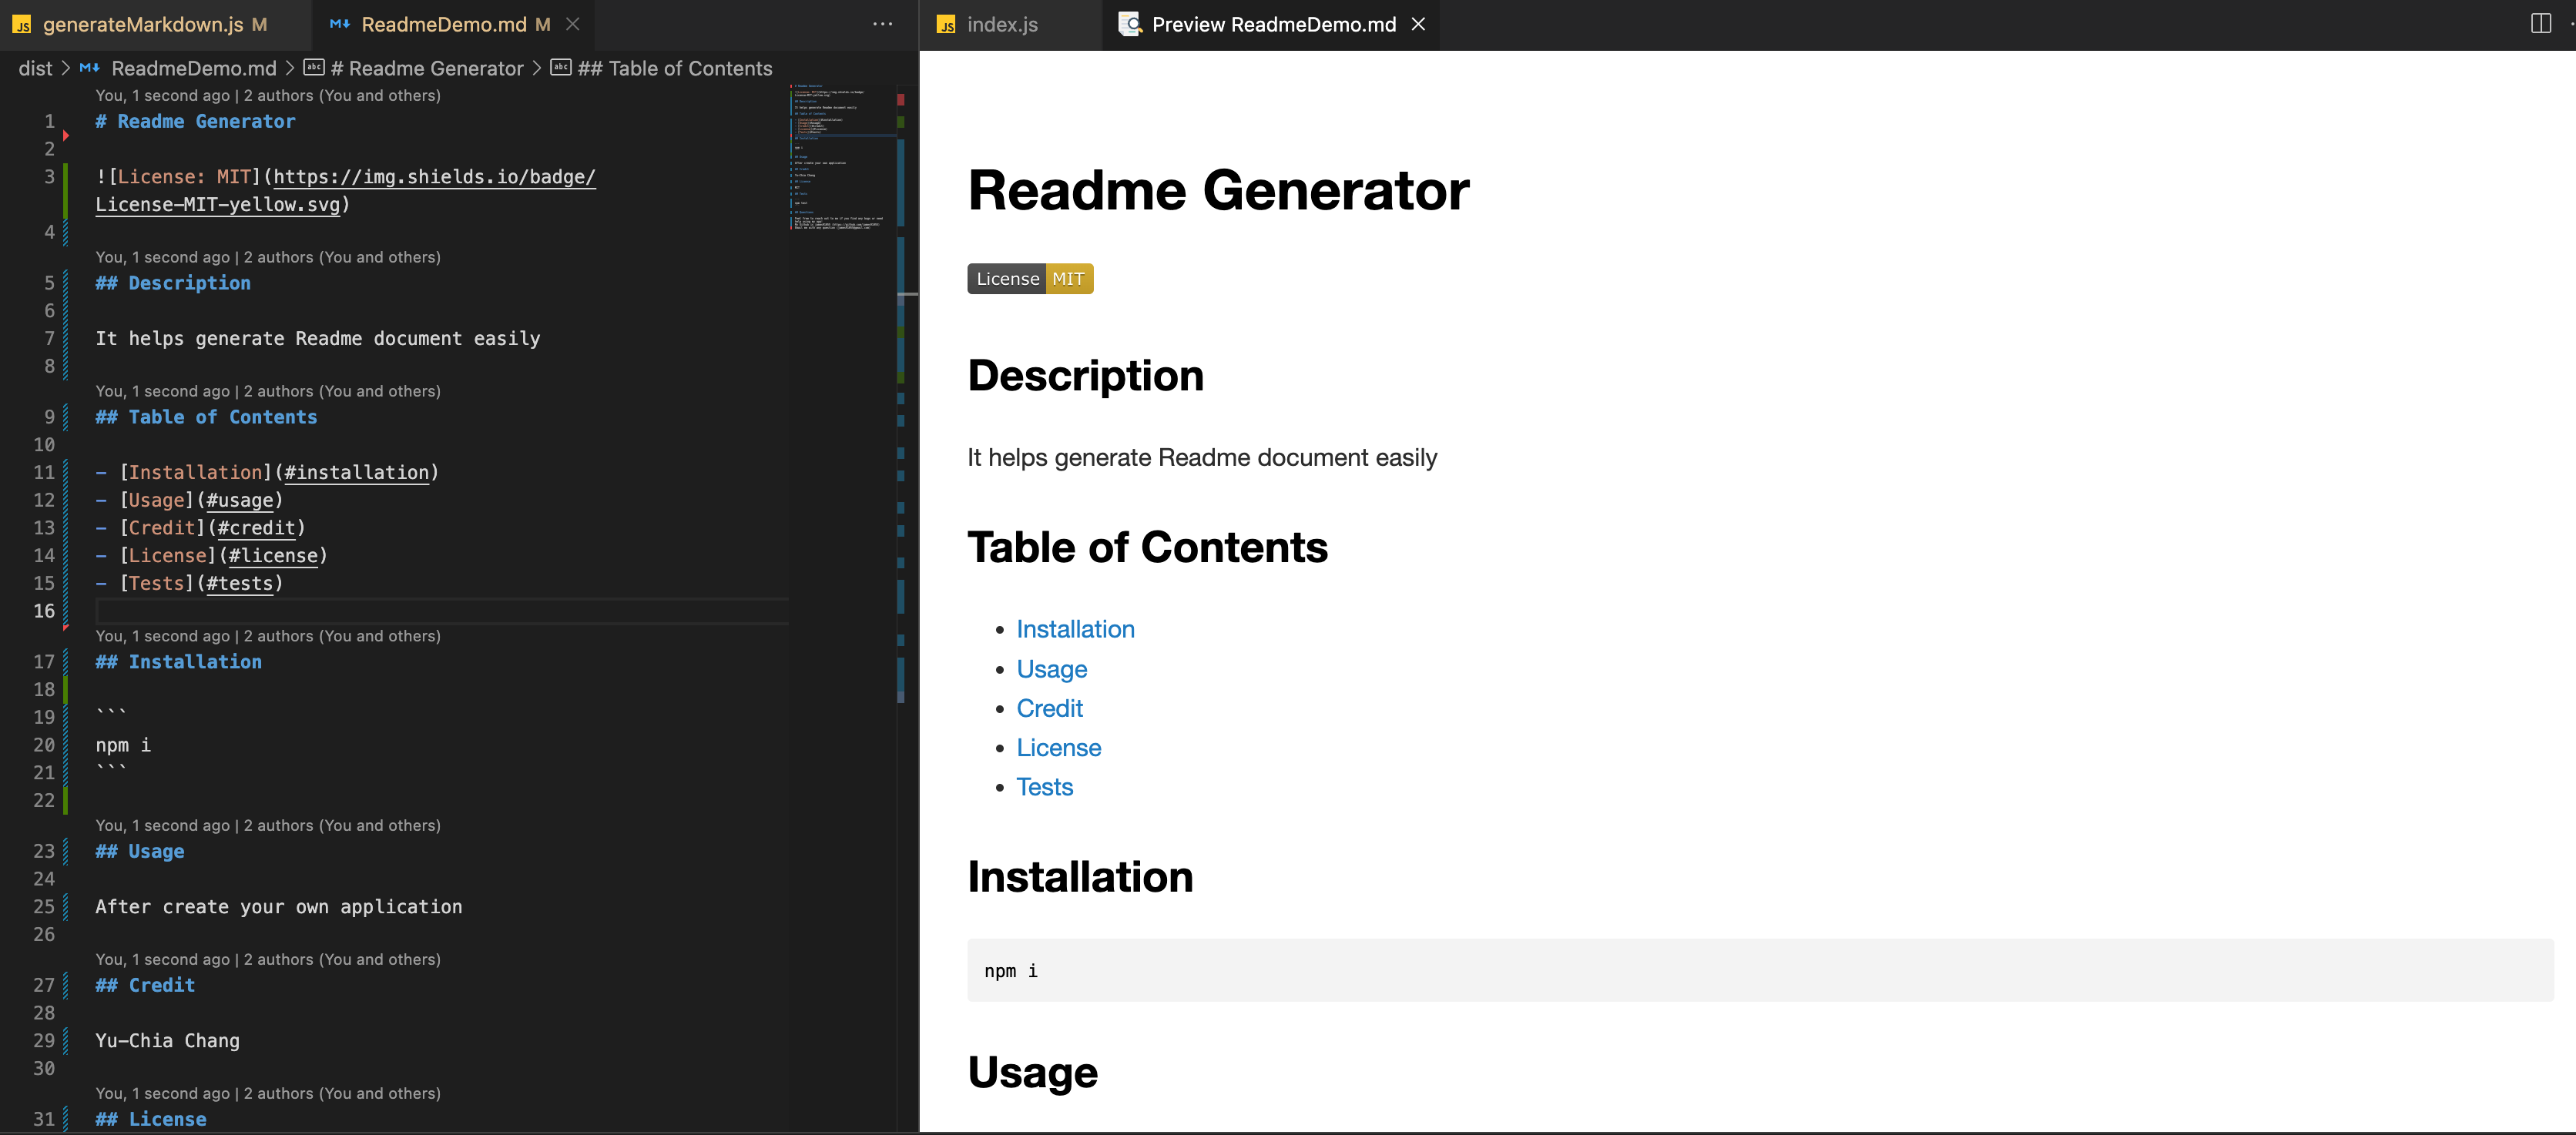 generateMarkdown.js M
ReadmeDemo.md M
dist > ReadmeDemo.md > # Readme Generator > ## Table of Contents
You, 1 second ago | 2 authors (You and others)
1 # Readme Generator
2
3 ![License: MIT](https://img.shields.io/badge/
License-MIT-yellow.svg)
4
You, 1 second ago | 2 authors (You and others)
5 ## Description
6
7 It helps generate Readme document easily
8
You, 1 second ago | 2 authors (You and others)
9 ## Table of Contents
10
11 - [Installation](#installation)
12 - [Usage](#usage)
13 - [Credit](#credit)
14 - [License](#license)
15 - [Tests](#tests)
16
You, 1 second ago | 2 authors (You and others)
17 ## Installation
18
19 ```
20 npm i
21 ```
22
You, 1 second ago | 2 authors (You and others)
23 ## Usage
24
25 After create your own application
26
You, 1 second ago | 2 authors (You and others)
27 ## Credit
28
29 Yu-Chia Chang
30
You, 1 second ago | 2 authors (You and others)
31 ## License
index.js
Preview ReadmeDemo.md
Readme Generator
License MIT
Description
It helps generate Readme document easily
Table of Contents
• Installation
• Usage
• Credit
• License
• Tests
Installation
npm i
Usage